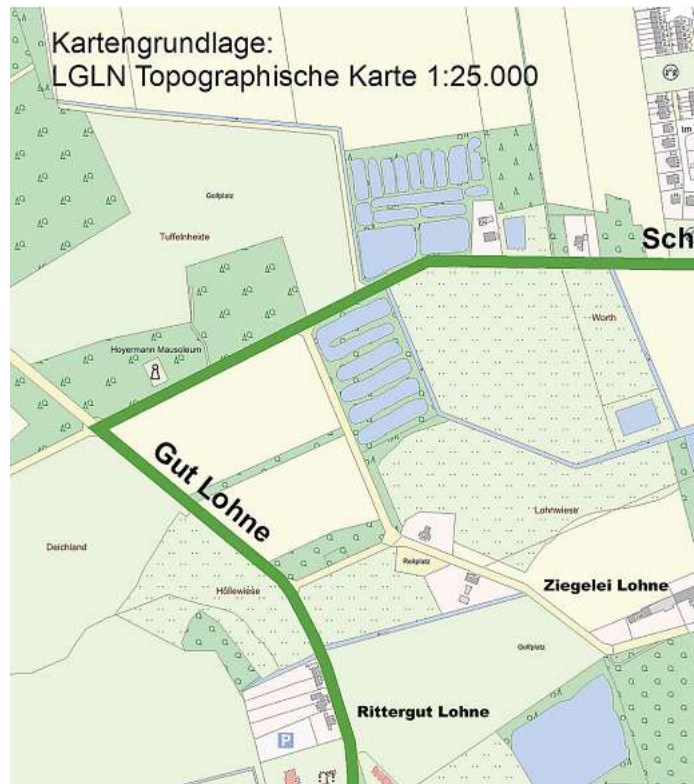 Kartengrundlage:
LGLN Topographische Karte 1:25.000
Im
Golfplatz
Tuffelnheide
Sch
Worth
Hoyermann Mausoleum
Gut Lohne
Lohnwiese
Deichland
Reitplatz
Ziegelei Lohne
Höllewiese
Golfplatz
Rittergut Lohne
P